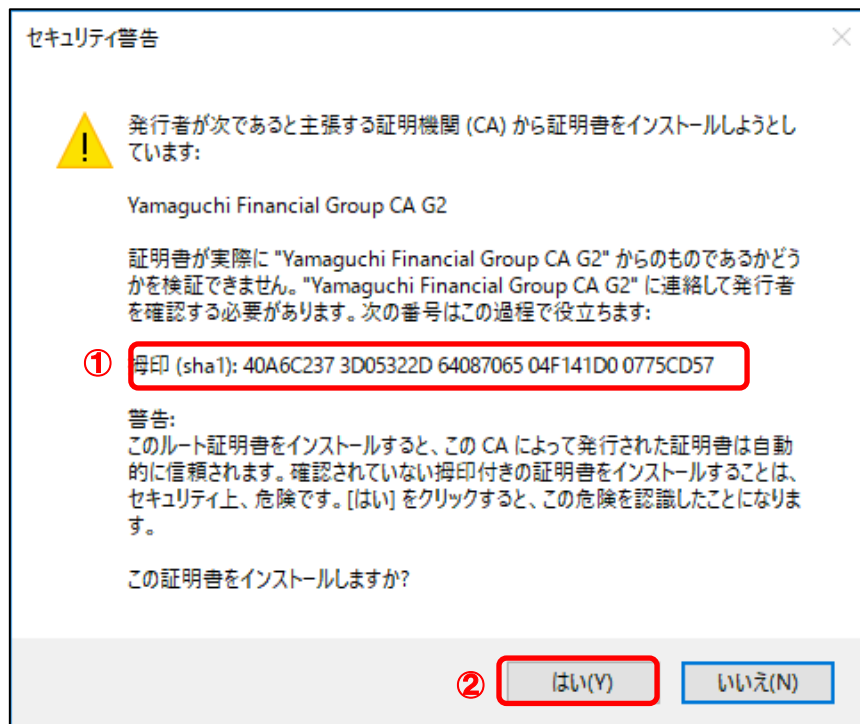 セキュリティ警告
発行者が次であると主張する証明機関 (CA) から証明書をインストールしようとし
ています:
Yamaguchi Financial Group CA G2
証明書が実際に "Yamaguchi Financial Group CA G2" からのものであるかどう
かを検証できません。"Yamaguchi Financial Group CA G2" に連絡して発行者
を確認する必要があります。次の番号はこの過程で役立ちます:
① 拇印 (sha1): 40A6C237 3D05322D 64087065 04F141D0 0775CD57
警告:
このルート証明書をインストールすると、この CA によって発行された証明書は自動
的に信頼されます。確認されていない拇印付きの証明書をインストールすることは、
セキュリティ上、危険です。[はい] をクリックすると、この危険を認識したことになりま
す。
この証明書をインストールしますか?
② はい(Y) いいえ(N)